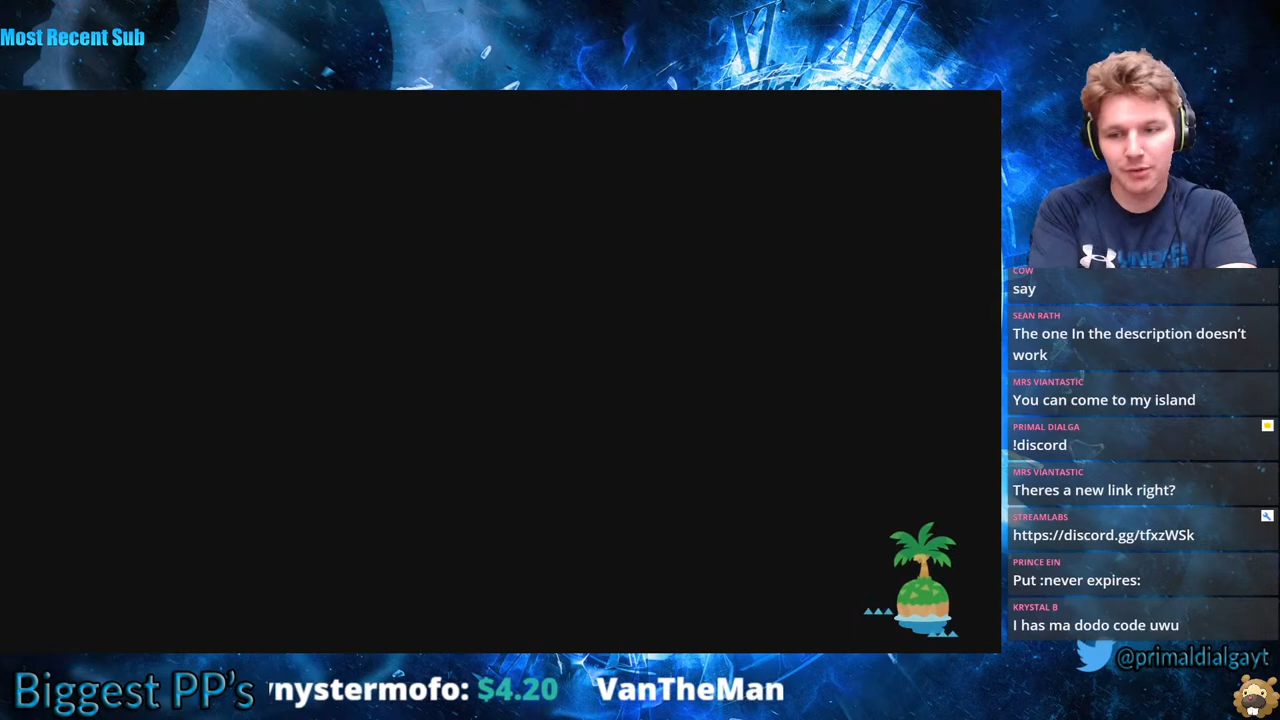 Most Recent Sub
COW
say
SEAN RATH
The one In the description doesn't
work
MRS VIANTASTIC
You can come to my island
PRIMAL DIALGA
!discord
MRS VIANTASTIC
Theres a new link right?
STREAMLABS
https://discord.gg/tfxzWSk
PRINCE EIN
Put :never expires:
KRYSTAL B
I has ma dodo code uwu
@primaldialgayt
Biggest PP's
nystermofo: $4.20
VanTheMan